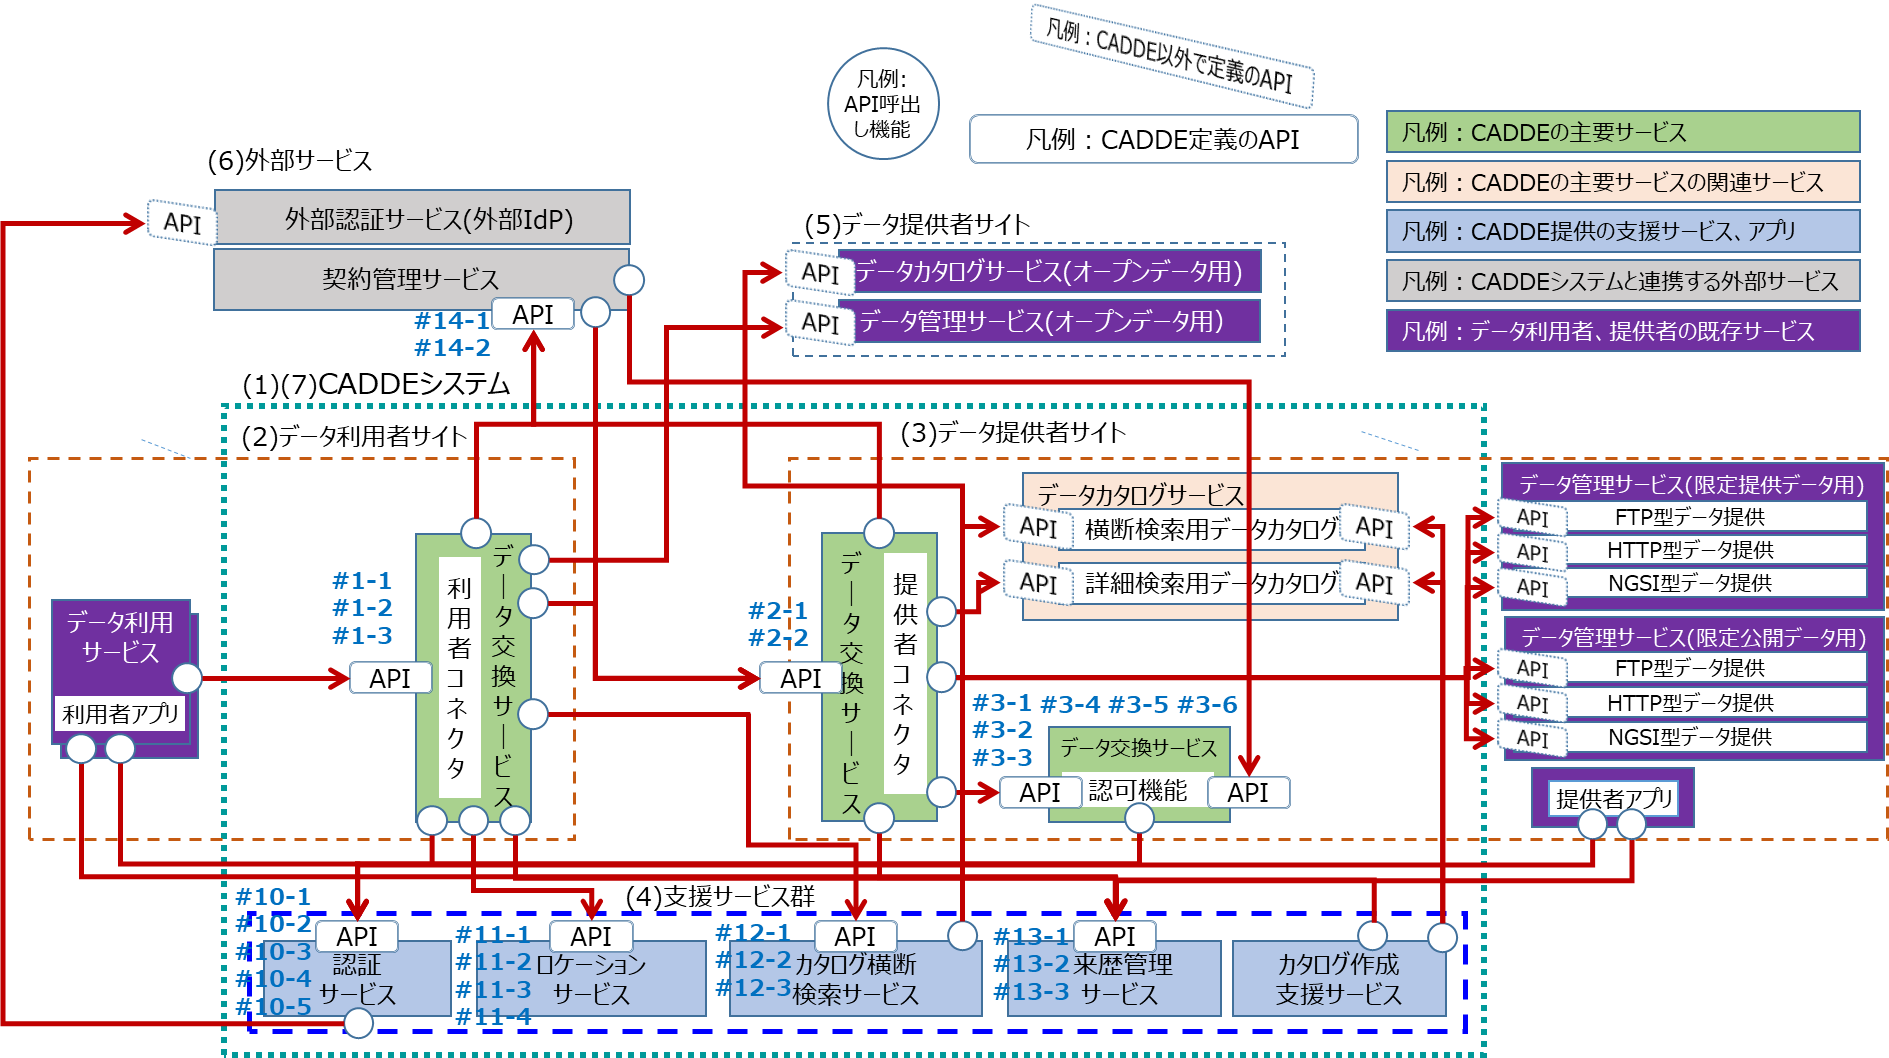 凡例：CADDE以外で定義のAPI
凡例：
API呼出
し機能
凡例：CADDE定義のAPI
凡例：CADDEの主要サービス
凡例：CADDEの主要サービスの関連サービス
凡例：CADDE提供の支援サービス、アプリ
凡例：CADDEシステムと連携する外部サービス
凡例：データ利用者、提供者の既存サービス
(6)外部サービス
API
外部認証サービス(外部IdP)
契約管理サービス
API
#14-1
#14-2
(5)データ提供者サイト
API
データカタログサービス(オープンデータ用)
API
データ管理サービス(オープンデータ用)
(1)(7)CADDEシステム
(2)データ利用者サイト
(3)データ提供者サイト
データ利用
サービス
利用者アプリ
#1-1
#1-2
#1-3
API
利用者コネクタ
データ交換サービス
#2-1
#2-2
API
データ交換サービス
提供者コネクタ
データカタログサービス
API
横断検索用データカタログ
API
API
詳細検索用データカタログ
API
#3-1
#3-2
#3-3
#3-4 #3-5 #3-6
データ交換サービス
API
認可機能
API
データ管理サービス(限定提供データ用)
API
FTP型データ提供
API
HTTP型データ提供
API
NGSI型データ提供
データ管理サービス(限定公開データ用)
API
FTP型データ提供
API
HTTP型データ提供
API
NGSI型データ提供
提供者アプリ
(4)支援サービス群
#10-1
#10-2
#10-3
#10-4
#10-5
API
認証
サービス
#11-1
#11-2
#11-3
#11-4
API
ロケーション
サービス
#12-1
#12-2
#12-3
API
カタログ横断
検索サービス
#13-1
#13-2
#13-3
API
来歴管理
サービス
カタログ作成
支援サービス